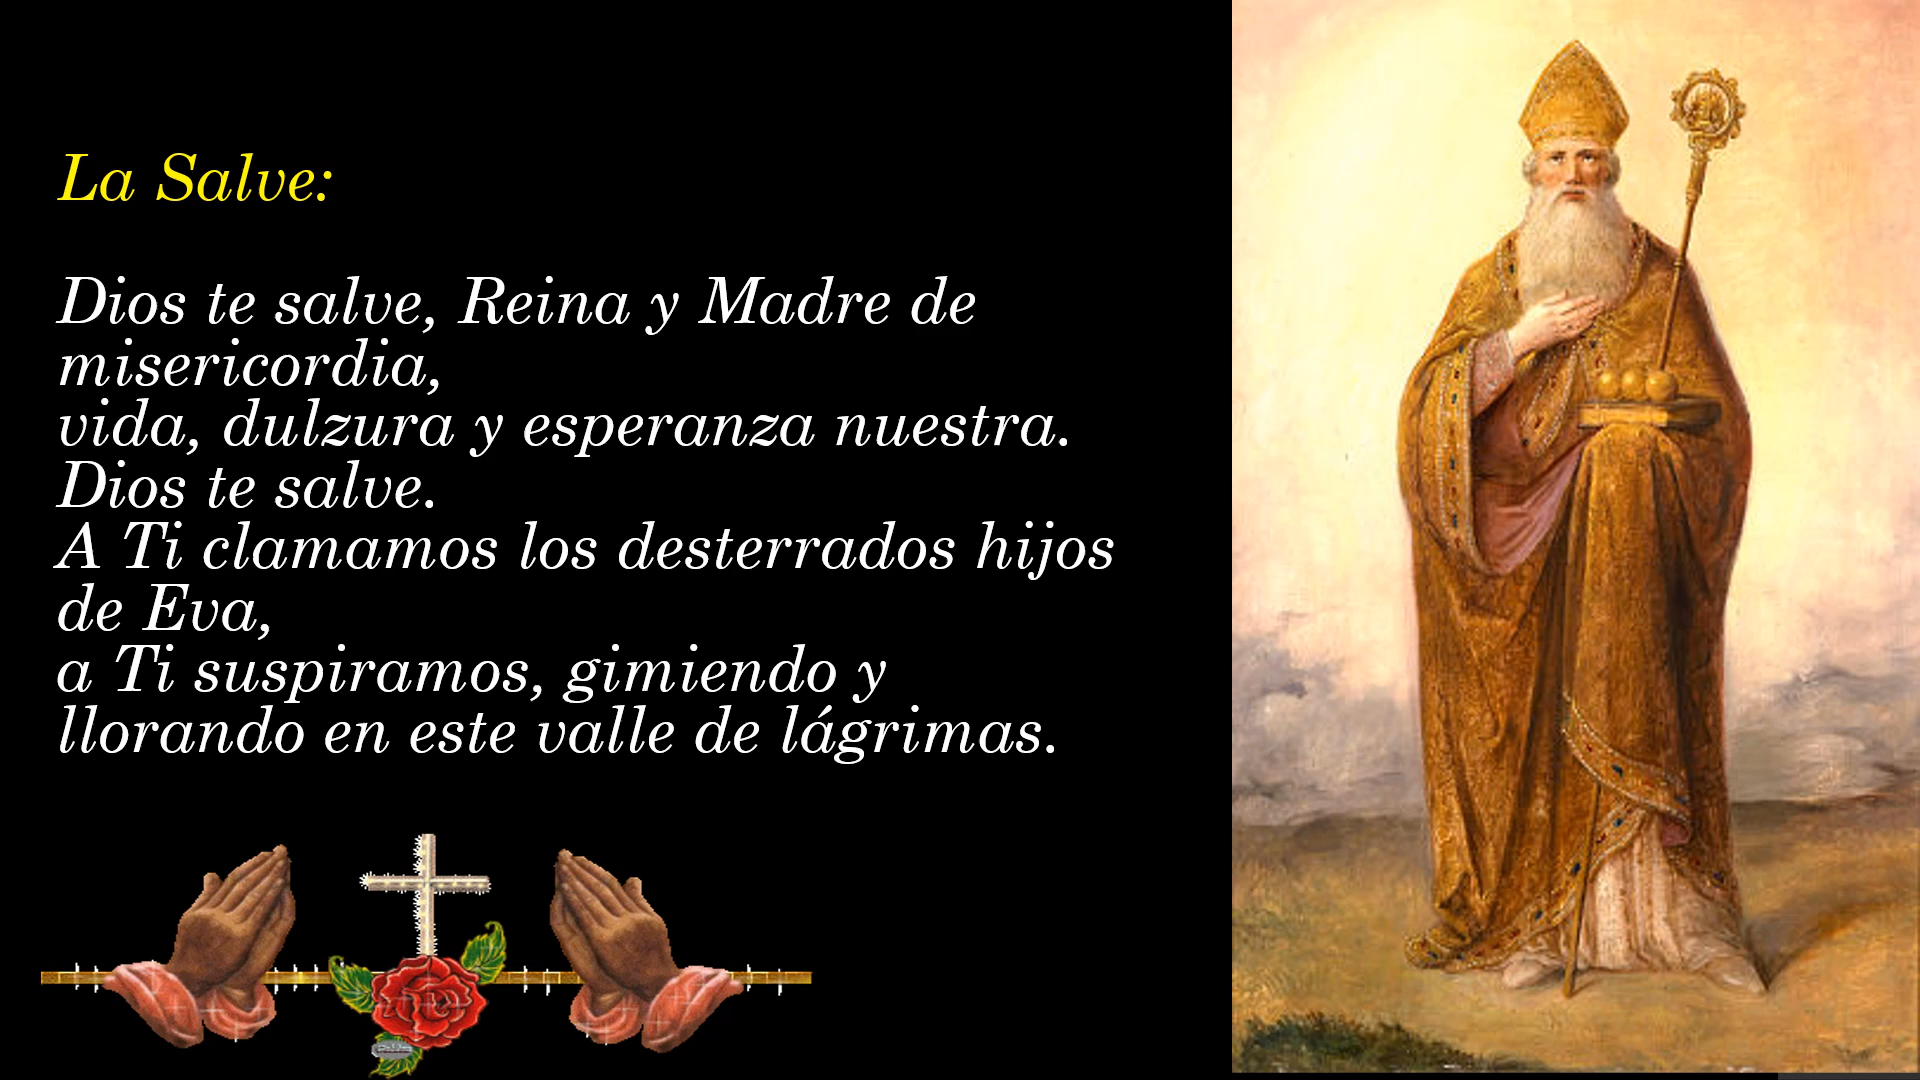 La Salve:
Dios te salve, Reina y Madre de
misericordia,
vida, dulzura y esperanza nuestra.
Dios te salve.
A Ti clamamos los desterrados hijos
de Eva,
a Ti suspiramos, gimiendo y
llorando en este valle de lágrimas.